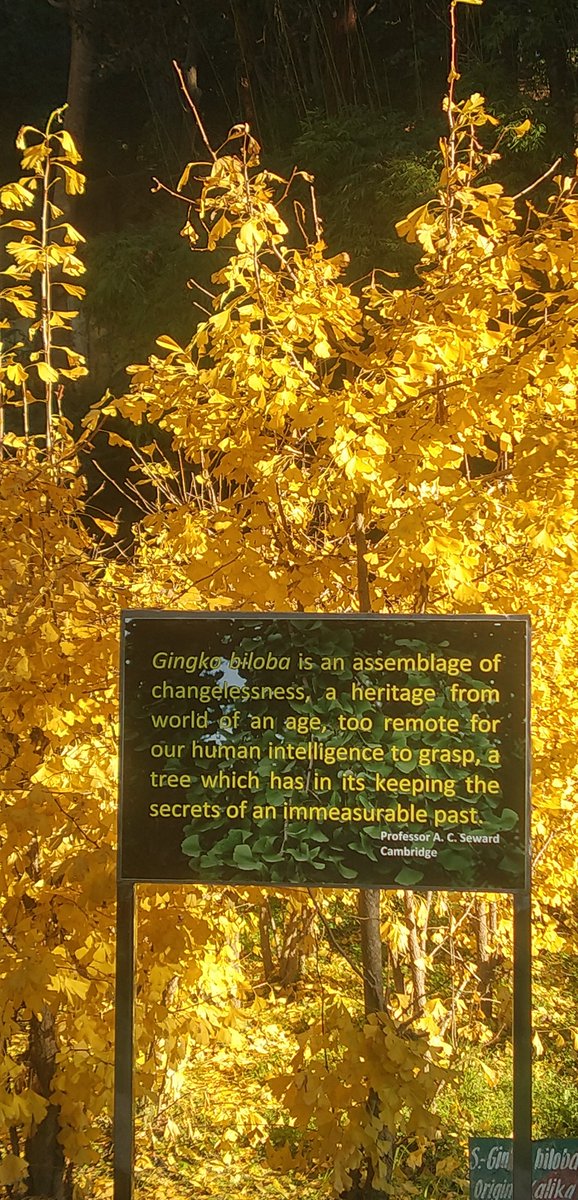 Gingko biloba is an assemblage of
changelessness, a heritage from
world of an age, too remote for
our human intelligence to grasp, a
tree which has in its keeping the
secrets of an immeasurable past.
Professor A. C. Seward
Cambridge
biloba